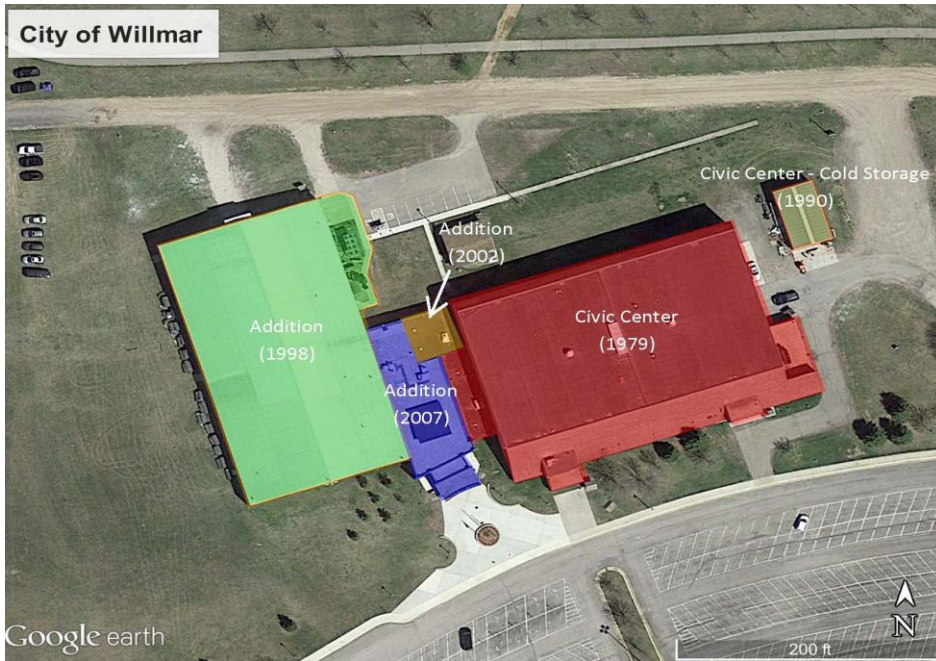 City of Willmar
Civic Center - Cold Storage
(1990)
Addition
(2002)
Addition
(1998)
Civic Center
(1979)
Addition
(2007)
N
Google earth
200 ft